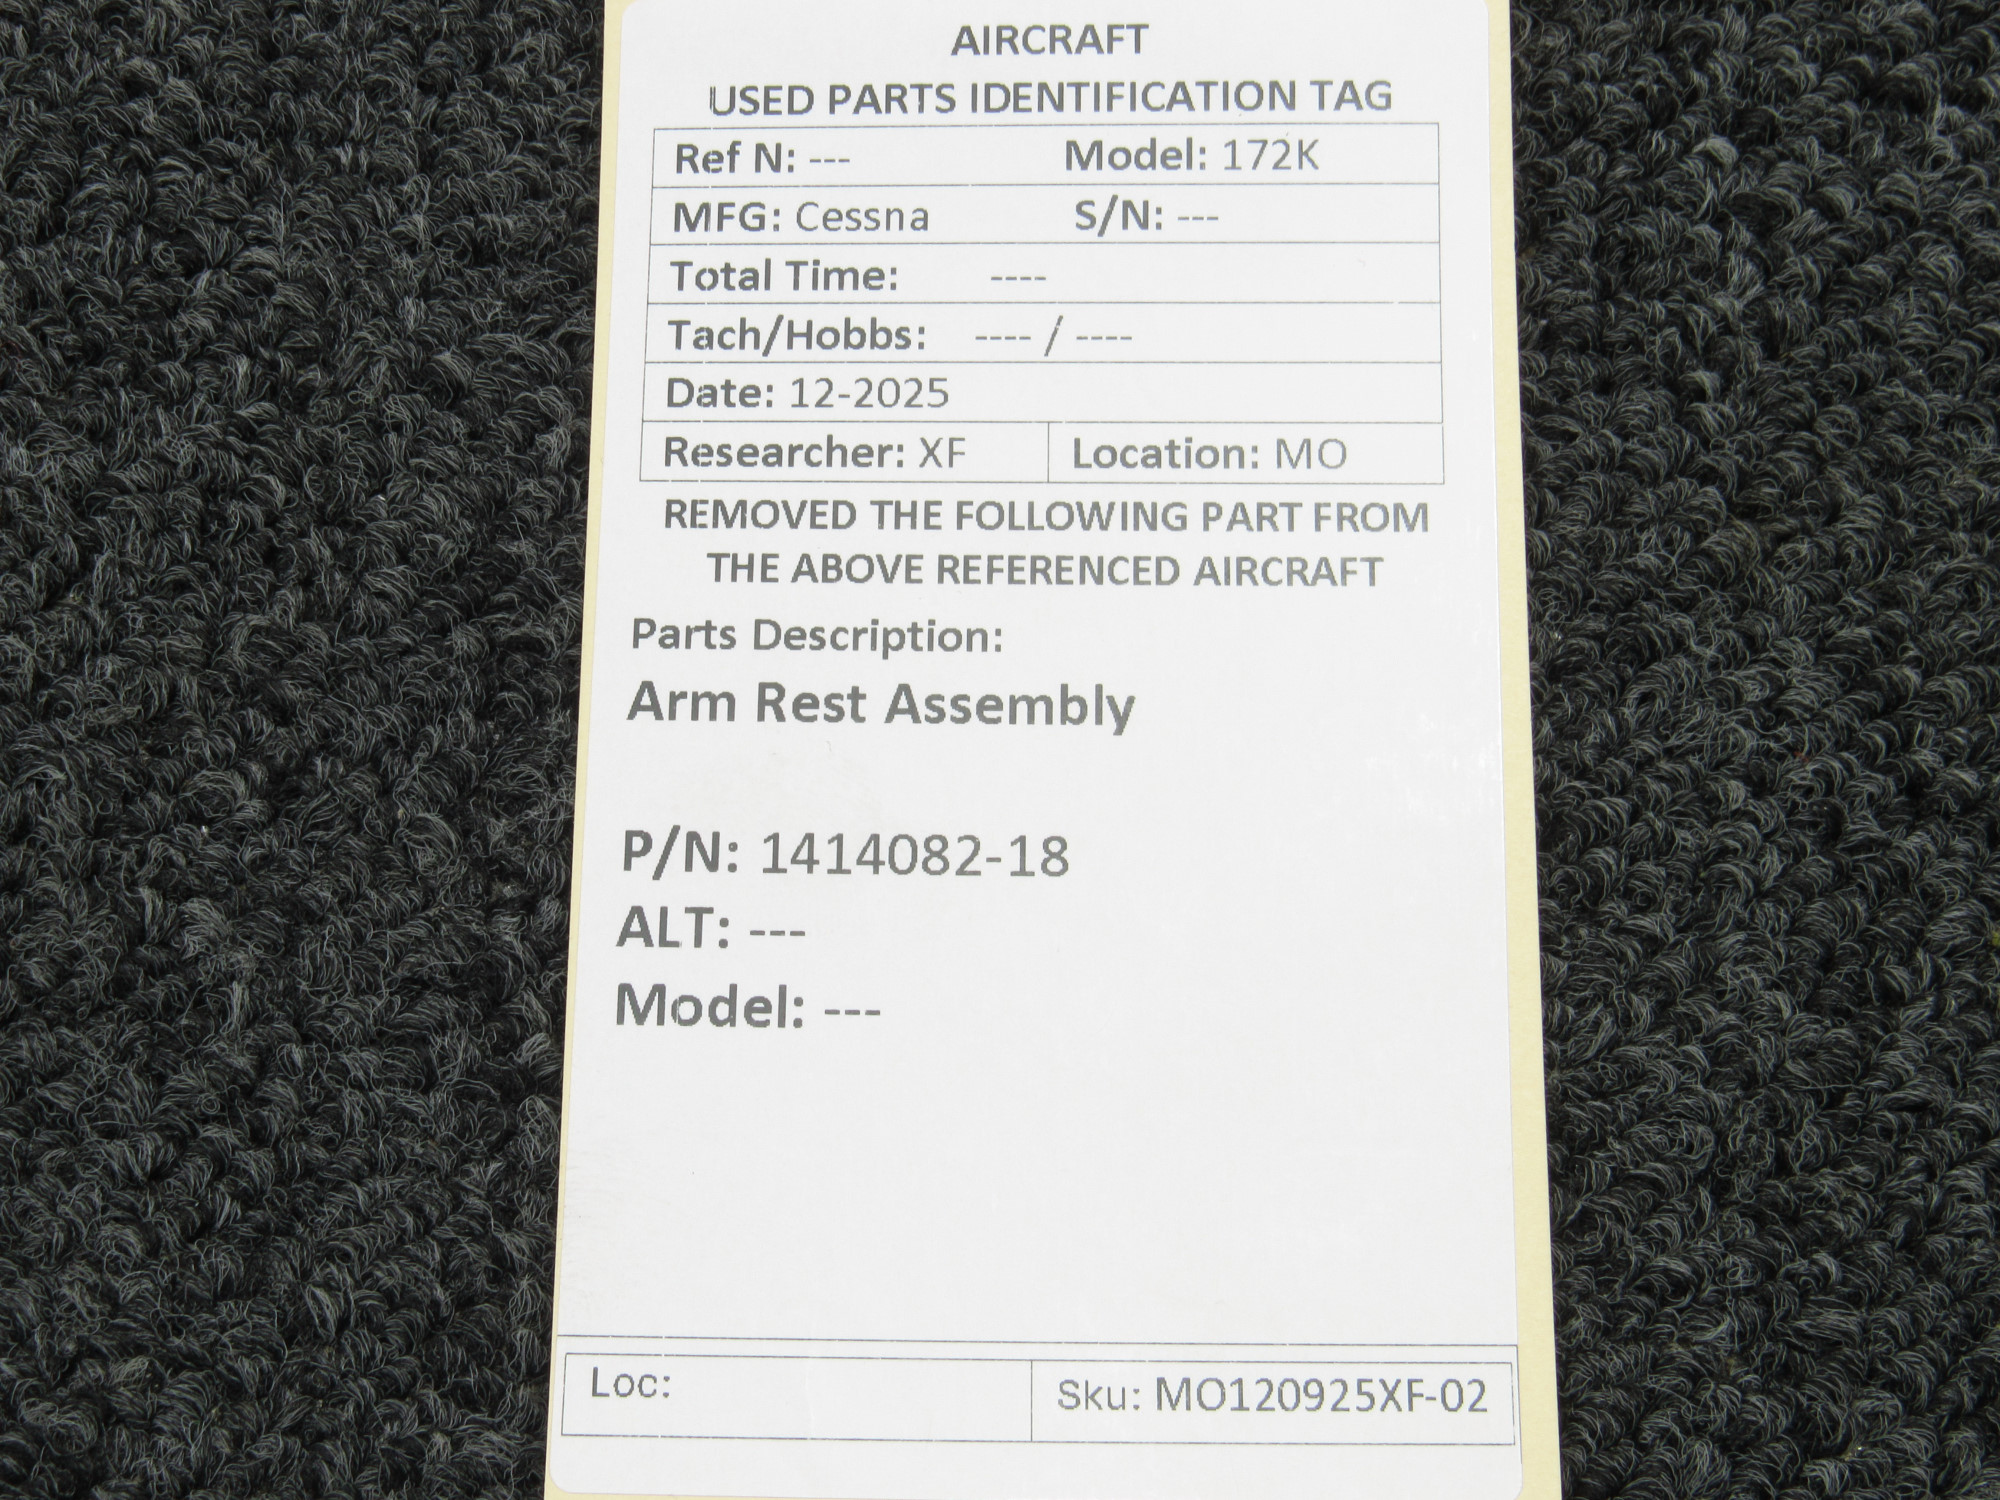 AIRCRAFT
USED PARTS IDENTIFICATION TAG
Ref N: --- Model: 172K
MFG: Cessna S/N: ---
Total Time: ----
Tach/Hobbs: ---- / ----
Date: 12-2025
Researcher: XF Location: MO
REMOVED THE FOLLOWING PART FROM
THE ABOVE REFERENCED AIRCRAFT
Parts Description:
Arm Rest Assembly
P/N: 1414082-18
ALT: ---
Model: ---
Loc: Sku: MO120925XF-02